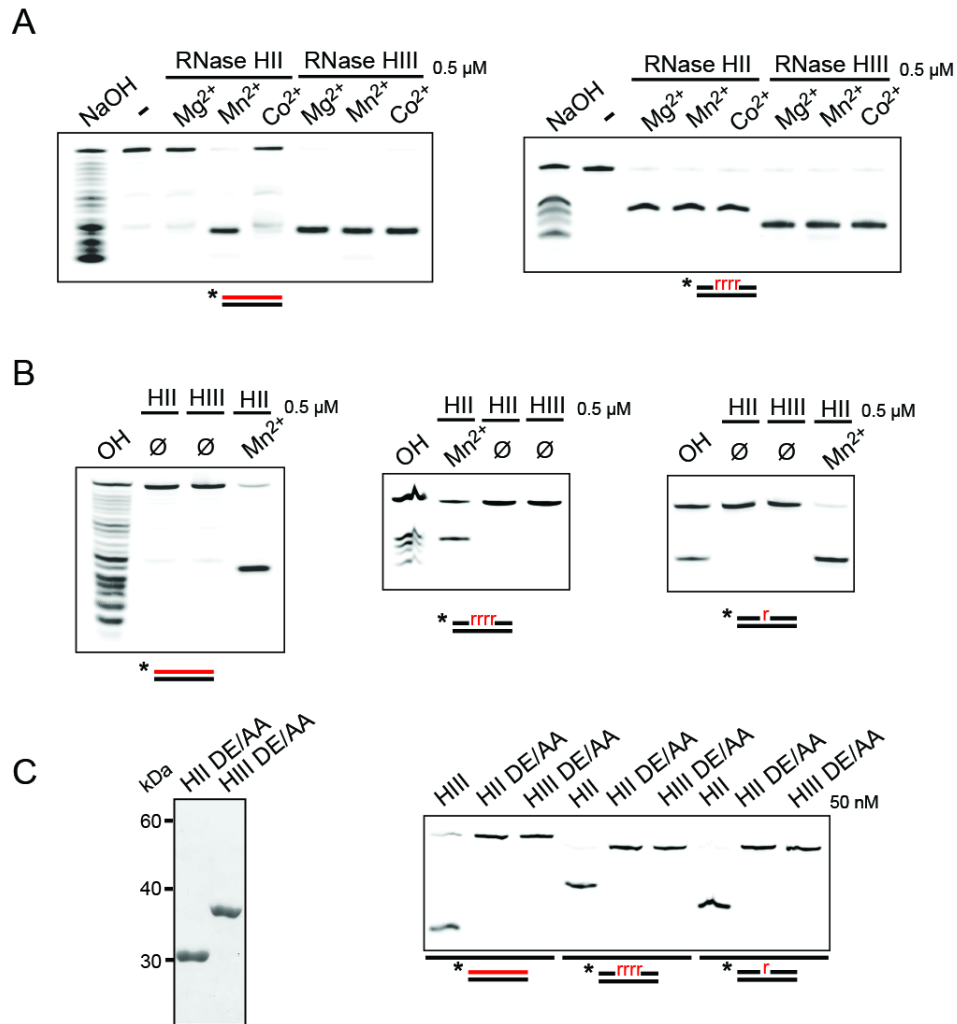 A
RNase HII RNase HIII 0.5 µM
NaOH - Mg2+ Mn2+ Co2+ Mg2+ Mn2+ Co2+
*
RNase HII RNase HIII 0.5 µM
NaOH - Mg2+ Mn2+ Co2+ Mg2+ Mn2+ Co2+
* rrrr
B
HII HIII HII 0.5 µM
OH Ø Ø Mn2+
*
HII HII HIII 0.5 µM
OH Mn2+ Ø Ø
* rrrr
HII HIII HII 0.5 µM
OH Ø Ø Mn2+
* r
C
kDa HII DE/AA HIII DE/AA
60
40
30
HIII HII DE/AA HIII DE/AA HII HII DE/AA HIII DE/AA HII HII DE/AA HIII DE/AA 50 nM
* * rrrr * r